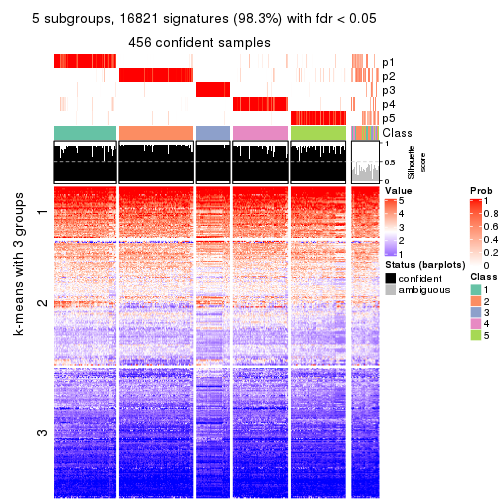 5 subgroups, 16821 signatures (98.3%) with fdr < 0.05
456 confident samples
p1
p2
p3
p4
p5
Class
1
0.5
0
Silhouette
score
k-means with 3 groups
1
2
3
Value
5
4
3
2
1
Status (barplots)
confident
ambiguous
Prob
1
0.8
0.6
0.4
0.2
0
Class
1
2
3
4
5